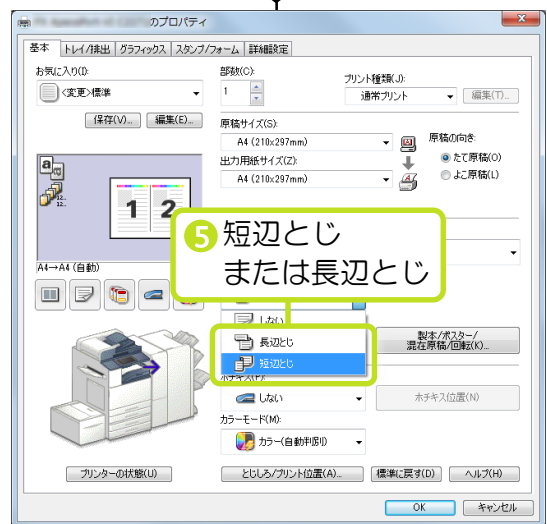 のプロパティ
基本 トレイ/排出 グラフィックス スタンプ/フォーム 詳細設定
お気に入り(I):
<変更>標準
保存(V)... 編集(E)...
部数(C):
1
プリント種類(J):
通常プリント 編集(T)...
原稿サイズ(S):
A4 (210x297mm)
出力用紙サイズ(Z):
A4 (210x297mm)
原稿の向き:
たて原稿(O)
よこ原稿(L)
1 2
A4→A4 (自動)
5 短辺とじ
または長辺とじ
しない
長辺とじ
短辺とじ
製本/ポスター/
混在原稿/回転(K)...
ホチキス(F):
しない
ホチキス位置(N)
カラーモード(M):
カラー(自動判別)
プリンターの状態(U) とじしろ/プリント位置(A)... 標準に戻す(D) ヘルプ(H)
OK キャンセル